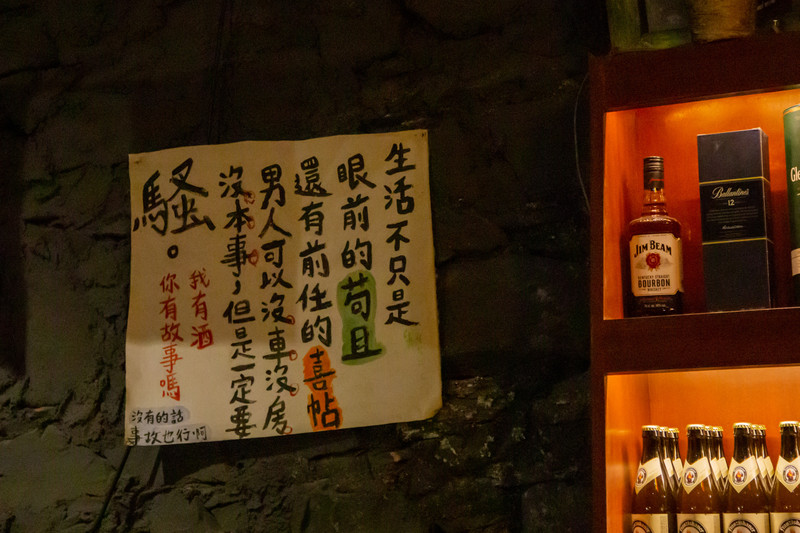 生活不只是
眼前的苟且
還有前任的喜帖
男人可以沒車沒房
沒本事，但是一定要
騷。
我有酒
你有故事嗎
沒有的話
事故也行啊
JIM BEAM
KENTUCKY STRAIGHT
BOURBON
WHISKEY
Ballantine's
12